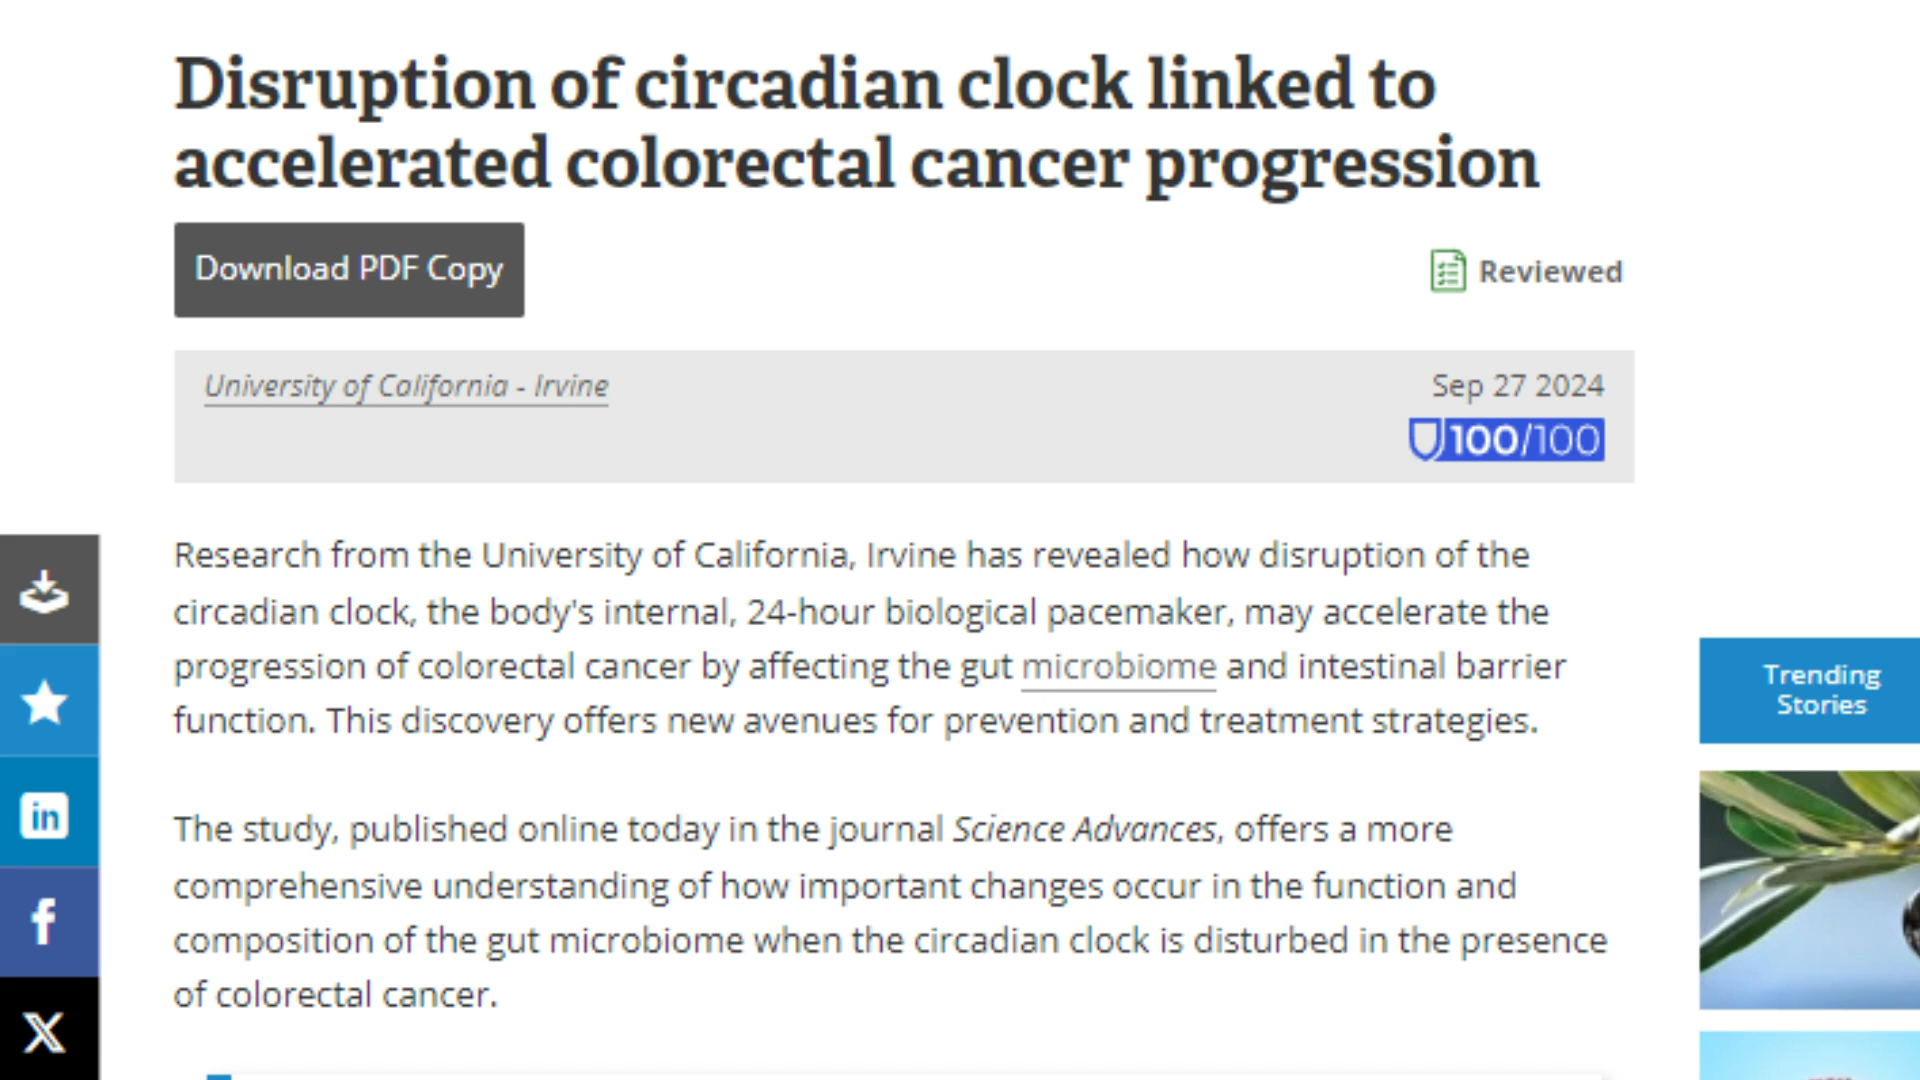 Disruption of circadian clock linked to
accelerated colorectal cancer progression
Download PDF Copy
Reviewed
University of California - Irvine
Sep 27 2024
100/100
Research from the University of California, Irvine has revealed how disruption of the
circadian clock, the body's internal, 24-hour biological pacemaker, may accelerate the
progression of colorectal cancer by affecting the gut microbiome and intestinal barrier
function. This discovery offers new avenues for prevention and treatment strategies.
The study, published online today in the journal Science Advances, offers a more
comprehensive understanding of how important changes occur in the function and
composition of the gut microbiome when the circadian clock is disturbed in the presence
of colorectal cancer.
in
f
X
Trending
Stories